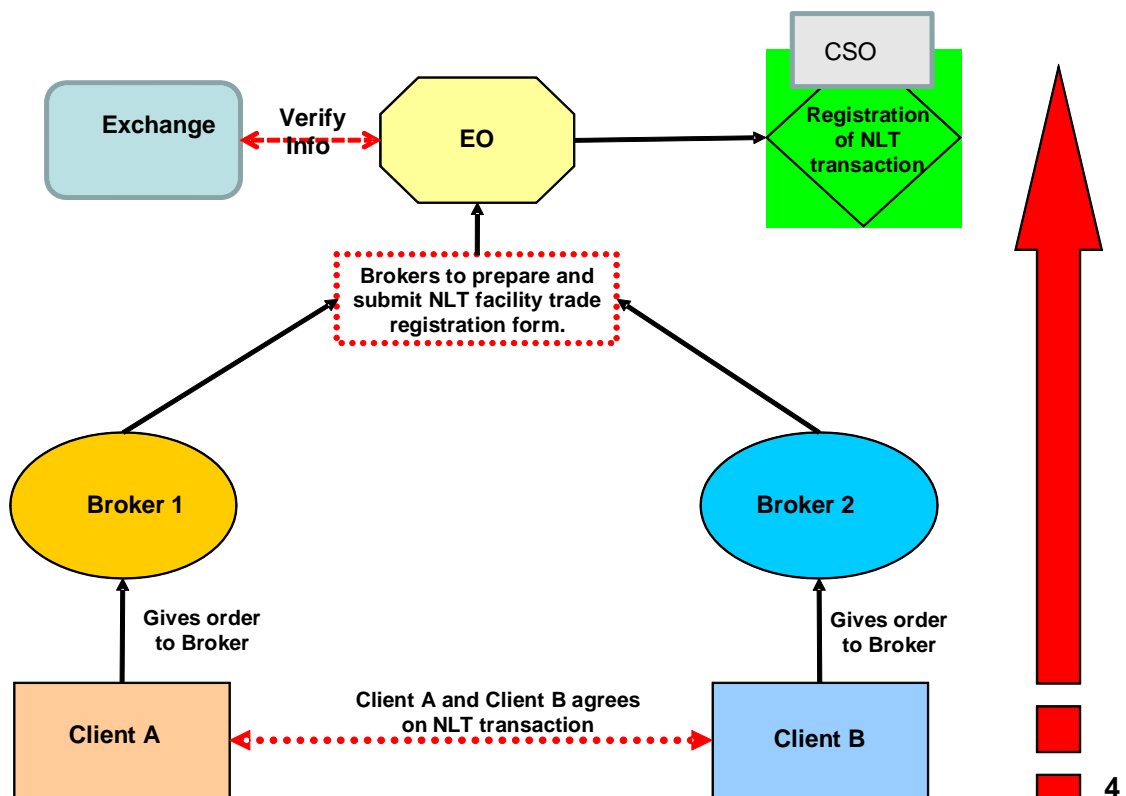 CSO
Exchange
Verify
Info
EO
Registration
of NLT
transaction
Brokers to prepare and
submit NLT facility trade
registration form.
Broker 1
Broker 2
Gives order
to Broker
Gives order
to Broker
Client A and Client B agrees
on NLT transaction
Client A
Client B
4